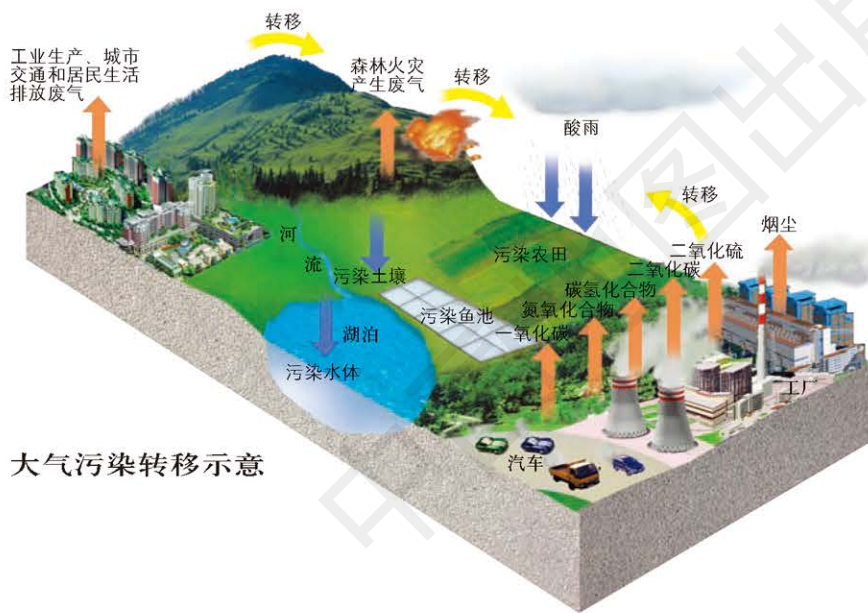 转移
工业生产、城市
交通和居民生活
排放废气
森林火灾
产生废气
转移
酸雨
转移
烟尘
河
流
污染农田
二氧化硫
二氧化碳
污染土壤
碳氢化合物
氮氧化合物
污染鱼池
一氧化碳
湖泊
污染水体
工厂
汽车
大气污染转移示意